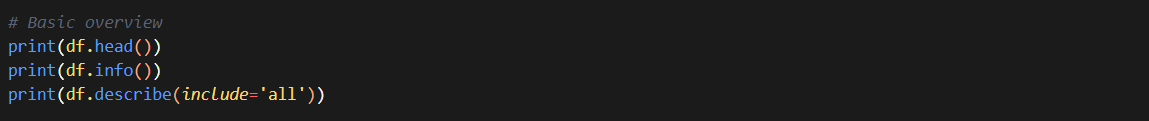 # Basic overview
print(df.head())
print(df.info())
print(df.describe(include='all'))